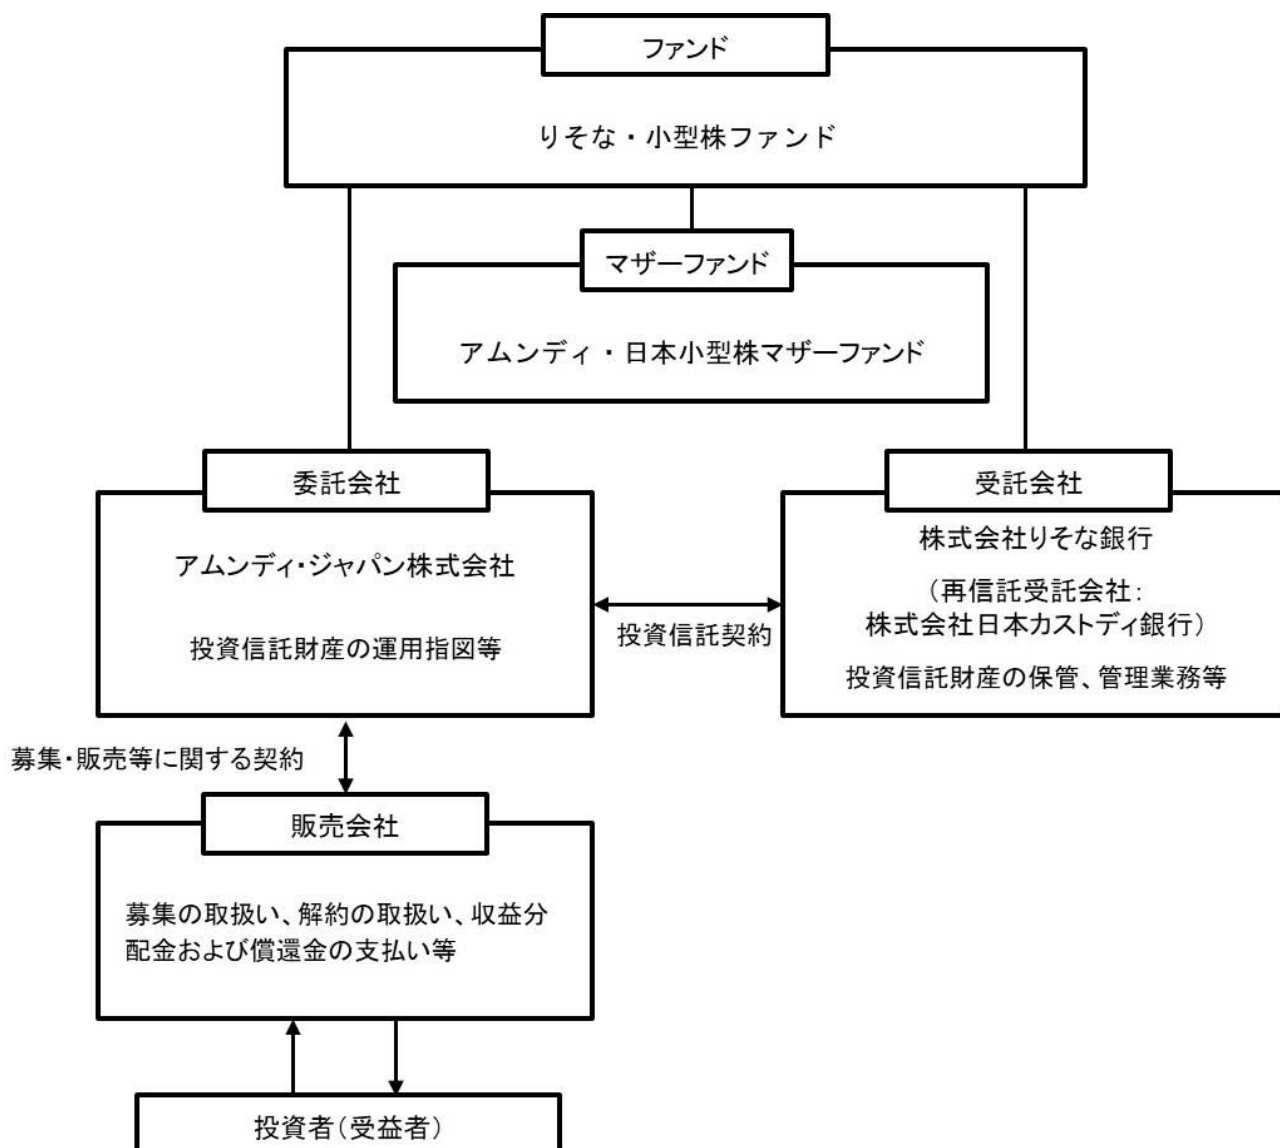 ファンド
りそな・小型株ファンド
マザーファンド
アムンディ・日本小型株マザーファンド
委託会社
アムンディ・ジャパン株式会社
投資信託財産の運用指図等
投資信託契約
受託会社
株式会社りそな銀行
（再信託受託会社：
株式会社日本カストディ銀行）
投資信託財産の保管、管理業務等
募集・販売等に関する契約
販売会社
募集の取扱い、解約の取扱い、収益分
配金および償還金の支払い等
投資者（受益者）